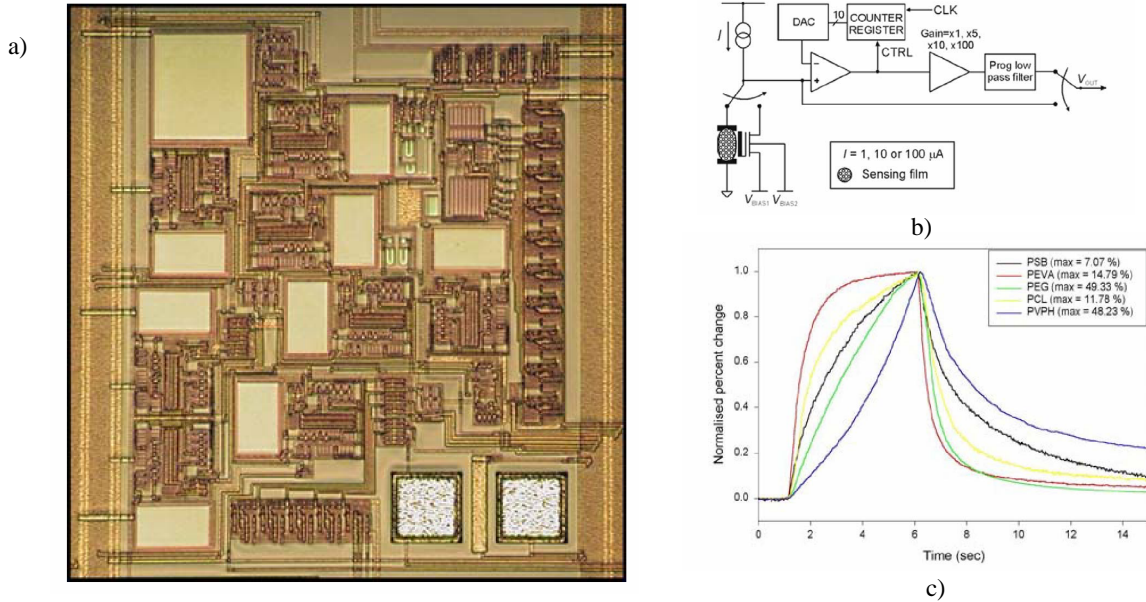 a)
I
DAC
10
COUNTER
REGISTER
CLK
CTRL
Gain=x1, x5,
x10, x100
−
+
Prog low
pass filter
VOUT
I = 1, 10 or 100 μA
Sensing film
VBIAS1 VBIAS2
b)
PSB (max = 7.07 %)
PEVA (max = 14.79 %)
PEG (max = 49.33 %)
PCL (max = 11.78 %)
PVPH (max = 48.23 %)
Normalised percent change
1.0
0.8
0.6
0.4
0.2
0.0
0 2 4 6 8 10 12 14
Time (sec)
c)